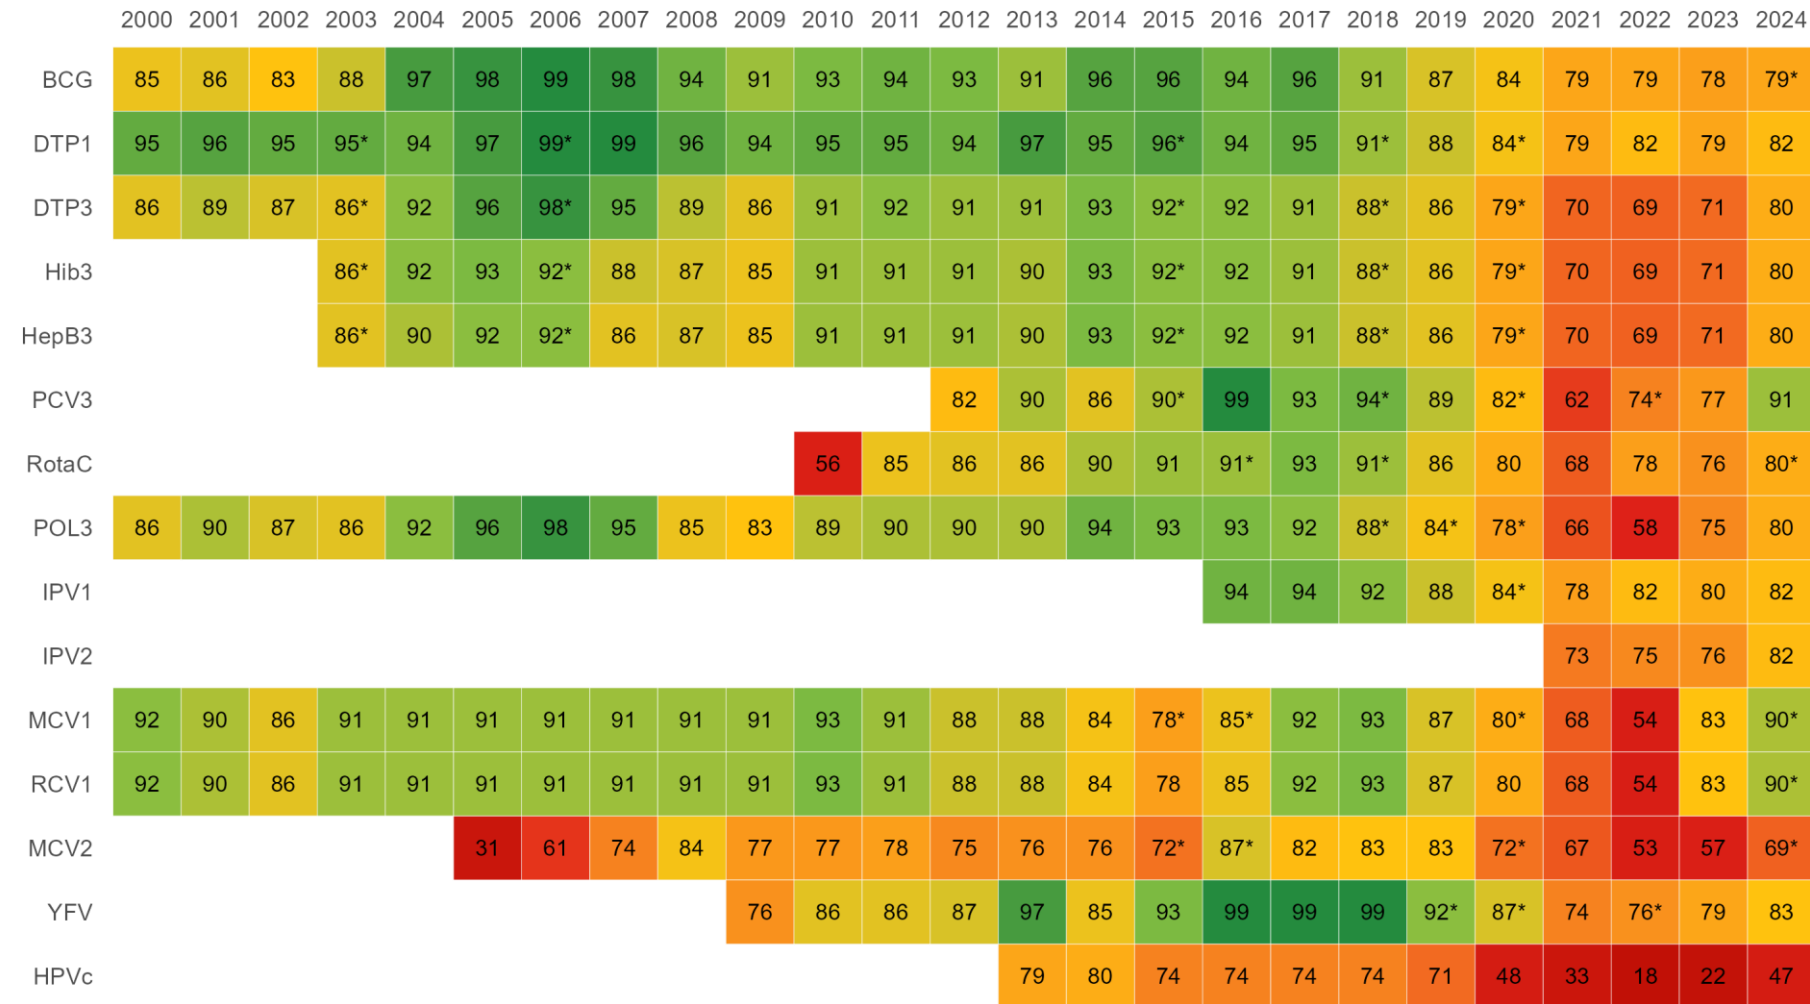 2000 2001 2002 2003 2004 2005 2006 2007 2008 2009 2010 2011 2012 2013 2014 2015 2016 2017 2018 2019 2020 2021 2022 2023 2024
BCG 85 86 83 88 97 98 99 98 94 91 93 94 93 91 96 96 94 96 91 87 84 79 79 78 79*
DTP1 95 96 95 95* 94 97 99* 99 96 94 95 95 94 97 95 96* 94 95 91* 88 84* 79 82 79 82
DTP3 86 89 87 86* 92 96 98* 95 89 86 91 92 91 91 93 92* 92 91 88* 86 79* 70 69 71 80
Hib3 86* 92 93 92* 88 87 85 91 91 91 90 93 92* 92 91 88* 86 79* 70 69 71 80
HepB3 86* 90 92 92* 86 87 85 91 91 91 90 93 92* 92 91 88* 86 79* 70 69 71 80
PCV3 82 90 86 90* 99 93 94* 89 82* 62 74* 77 91
RotaC 56 85 86 86 90 91 91* 93 91* 86 80 68 78 76 80*
POL3 86 90 87 86 92 96 98 95 85 83 89 90 90 90 94 93 93 92 88* 84* 78* 66 58 75 80
IPV1 94 94 92 88 84* 78 82 80 82
IPV2 73 75 76 82
MCV1 92 90 86 91 91 91 91 91 91 91 93 91 88 88 84 78* 85* 92 93 87 80* 68 54 83 90*
RCV1 92 90 86 91 91 91 91 91 91 91 93 91 88 88 84 78 85 92 93 87 80 68 54 83 90*
MCV2 31 61 74 84 77 77 78 75 76 76 72* 87* 82 83 83 72* 67 53 57 69*
YFV 76 86 86 87 97 85 93 99 99 99 92* 87* 74 76* 79 83
HPVc 79 80 74 74 74 74 71 48 33 18 22 47